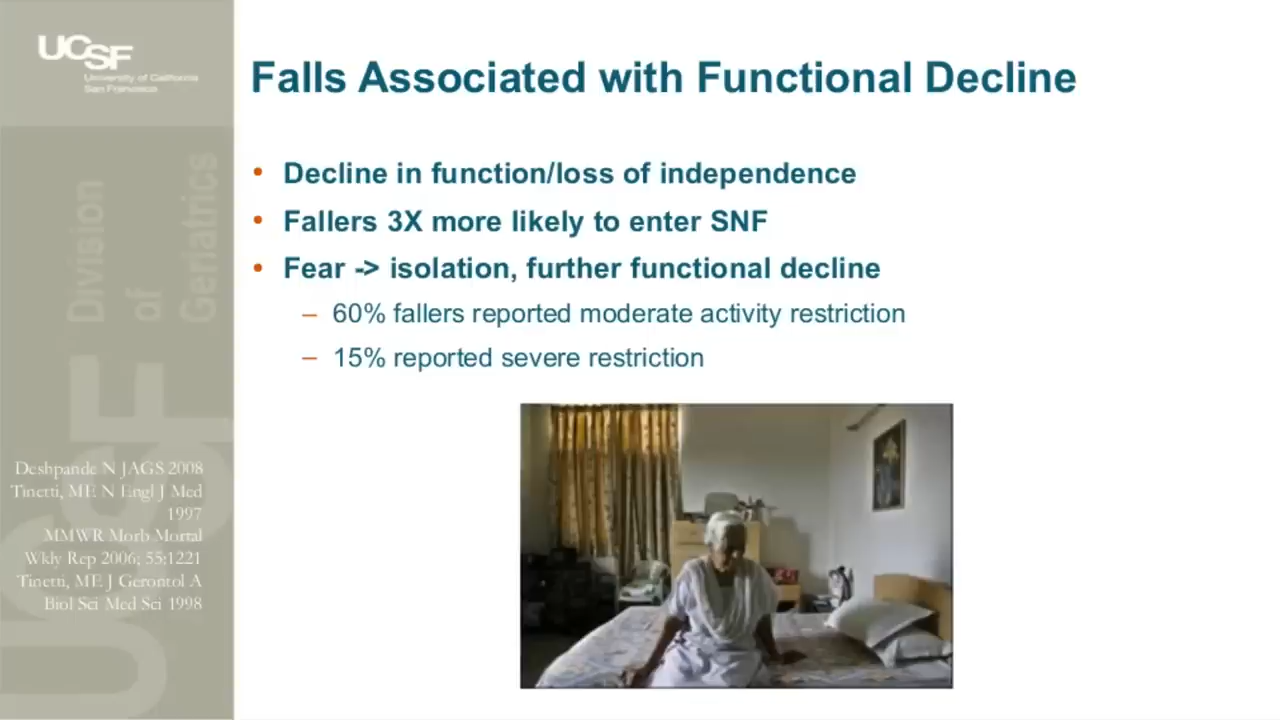 UCSF
University of California
San Francisco
Division
of
Geriatrics
UCSF
Falls Associated with Functional Decline
• Decline in function/loss of independence
• Fallers 3X more likely to enter SNF
• Fear -> isolation, further functional decline
– 60% fallers reported moderate activity restriction
– 15% reported severe restriction
Deshpande N JAGS 2008
Tinetti, ME N Engl J Med
1997
MMWR Morb Mortal
Wkly Rep 2006; 55:1221
Tinetti, ME J Gerontol A
Biol Sci Med Sci 1998